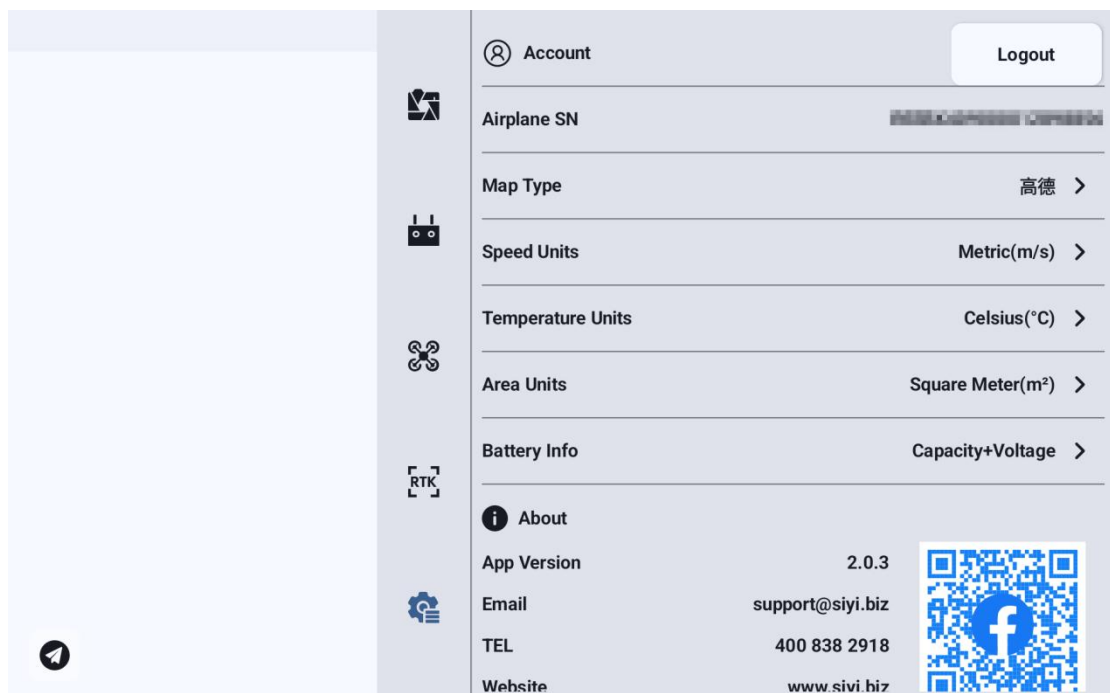 Account
Logout
Airplane SN
Map Type 高德
Speed Units Metric(m/s)
Temperature Units Celsius(°C)
Area Units Square Meter(m²)
Battery Info Capacity+Voltage
RTK
About
App Version 2.0.3
Email support@siyi.biz
TEL 400 838 2918
Website www.siyi.biz